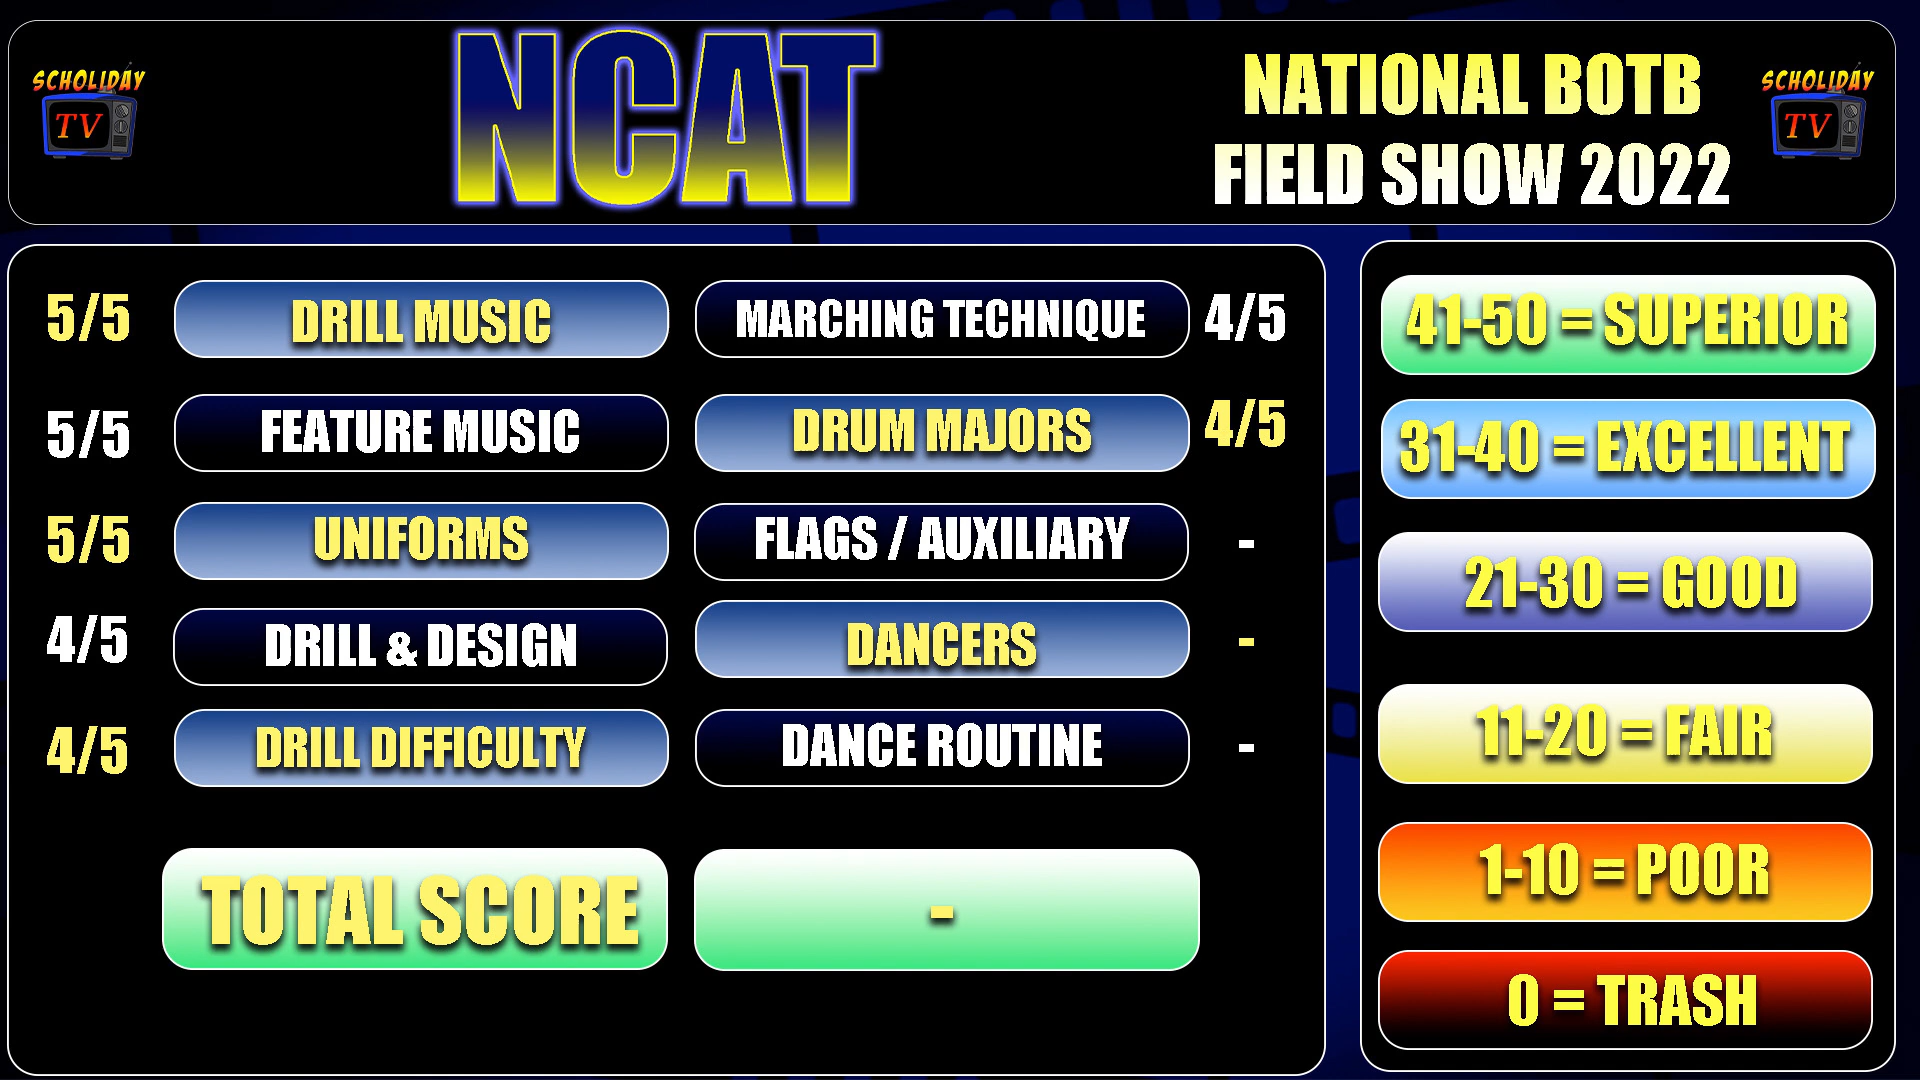 SCHOLIDAY
TV
NCAT
NATIONAL BOTB
FIELD SHOW 2022
SCHOLIDAY
TV
5/5 DRILL MUSIC
MARCHING TECHNIQUE 4/5
5/5 FEATURE MUSIC
DRUM MAJORS 4/5
5/5 UNIFORMS
FLAGS / AUXILIARY -
4/5 DRILL & DESIGN
DANCERS -
4/5 DRILL DIFFICULTY
DANCE ROUTINE -
TOTAL SCORE -
41-50 = SUPERIOR
31-40 = EXCELLENT
21-30 = GOOD
11-20 = FAIR
1-10 = POOR
0 = TRASH